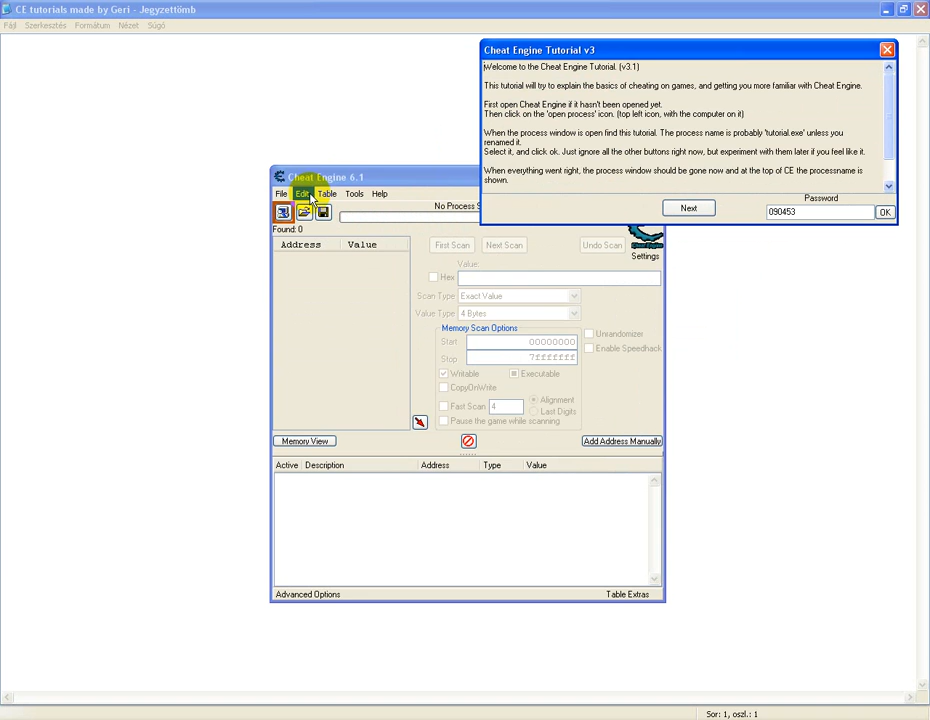 CE tutorials made by Geri - Jegyzettömb
Fájl Szerkesztés Formátum Nézet Súgó
Cheat Engine Tutorial v3
Welcome to the Cheat Engine Tutorial. (v3.1)
This tutorial will try to explain the basics of cheating on games, and getting you more familiar with Cheat Engine.
First open Cheat Engine if it hasn't been opened yet.
Then click on the 'open process' icon. (top left icon, with the computer on it)
When the process window is open find this tutorial. The process name is probably 'tutorial.exe' unless you
renamed it.
Select it, and click ok. Just ignore all the other buttons right now, but experiment with them later if you feel like it.
When everything went right, the process window should be gone now and at the top of CE the processname is
shown.
Password
Next
090453
OK
Cheat Engine 6.1
File Edit Table Tools Help
No Process S
Found: 0
Address Value
First Scan Next Scan Undo Scan
Settings
Value:
Hex
Scan Type Exact Value
Value Type 4 Bytes
Memory Scan Options
Start 00000000
Stop 7fffffff
Unrandomizer
Enable Speedhack
Writable Executable
CopyOnWrite
Fast Scan 4 Alignment
Last Digits
Pause the game while scanning
Memory View
Add Address Manually
Active Description Address Type Value
Advanced Options
Table Extras
Sor: 1, oszl.: 1